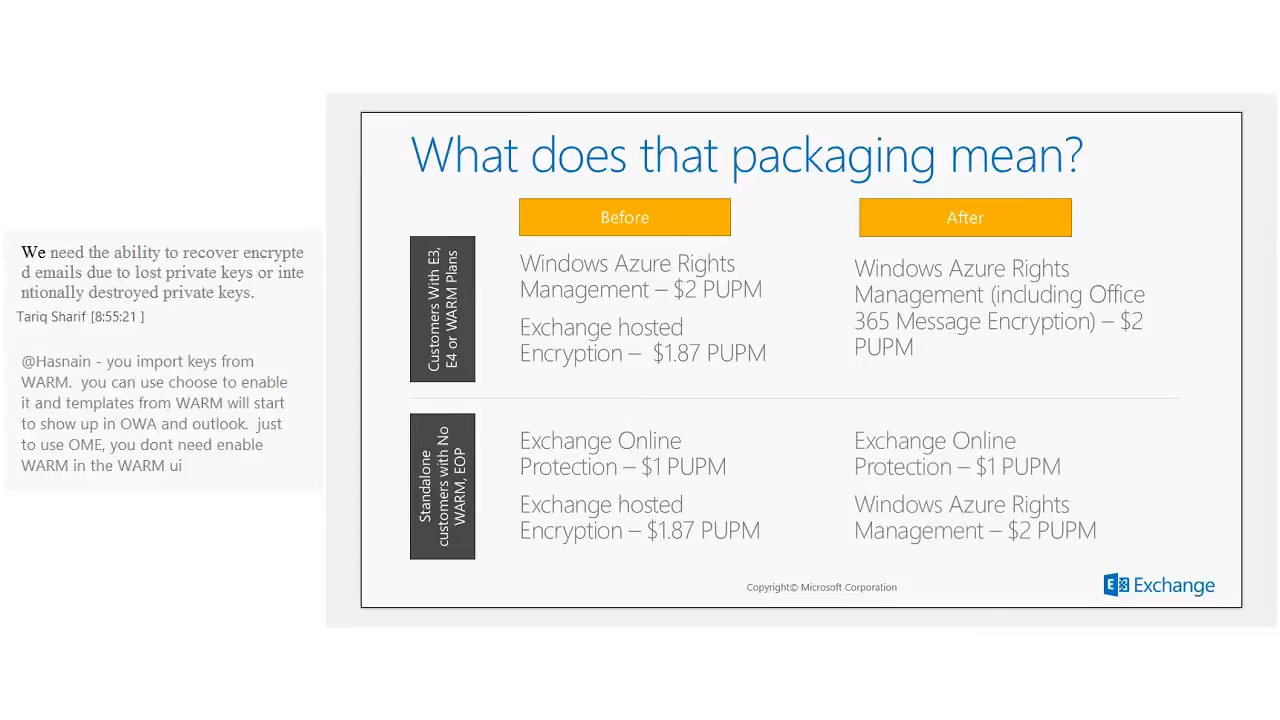 We need the ability to recover encrypte
d emails due to lost private keys or inte
ntionally destroyed private keys.
Tariq Sharif [8:55:21 ]
@Hasnain - you import keys from
WARM.  you can use choose to enable
it and templates from WARM will start
to show up in OWA and outlook.  just
to use OME, you dont need enable
WARM in the WARM ui
What does that packaging mean?
Before
After
Customers With E3,
E4 or WARM Plans
Windows Azure Rights
Management – $2 PUPM
Exchange hosted
Encryption –  $1.87 PUPM
Windows Azure Rights
Management (including Office
365 Message Encryption) – $2
PUPM
Standalone
customers with No
WARM, EOP
Exchange Online
Protection – $1 PUPM
Exchange hosted
Encryption – $1.87 PUPM
Exchange Online
Protection – $1 PUPM
Windows Azure Rights
Management – $2 PUPM
Copyright© Microsoft Corporation
E Exchange